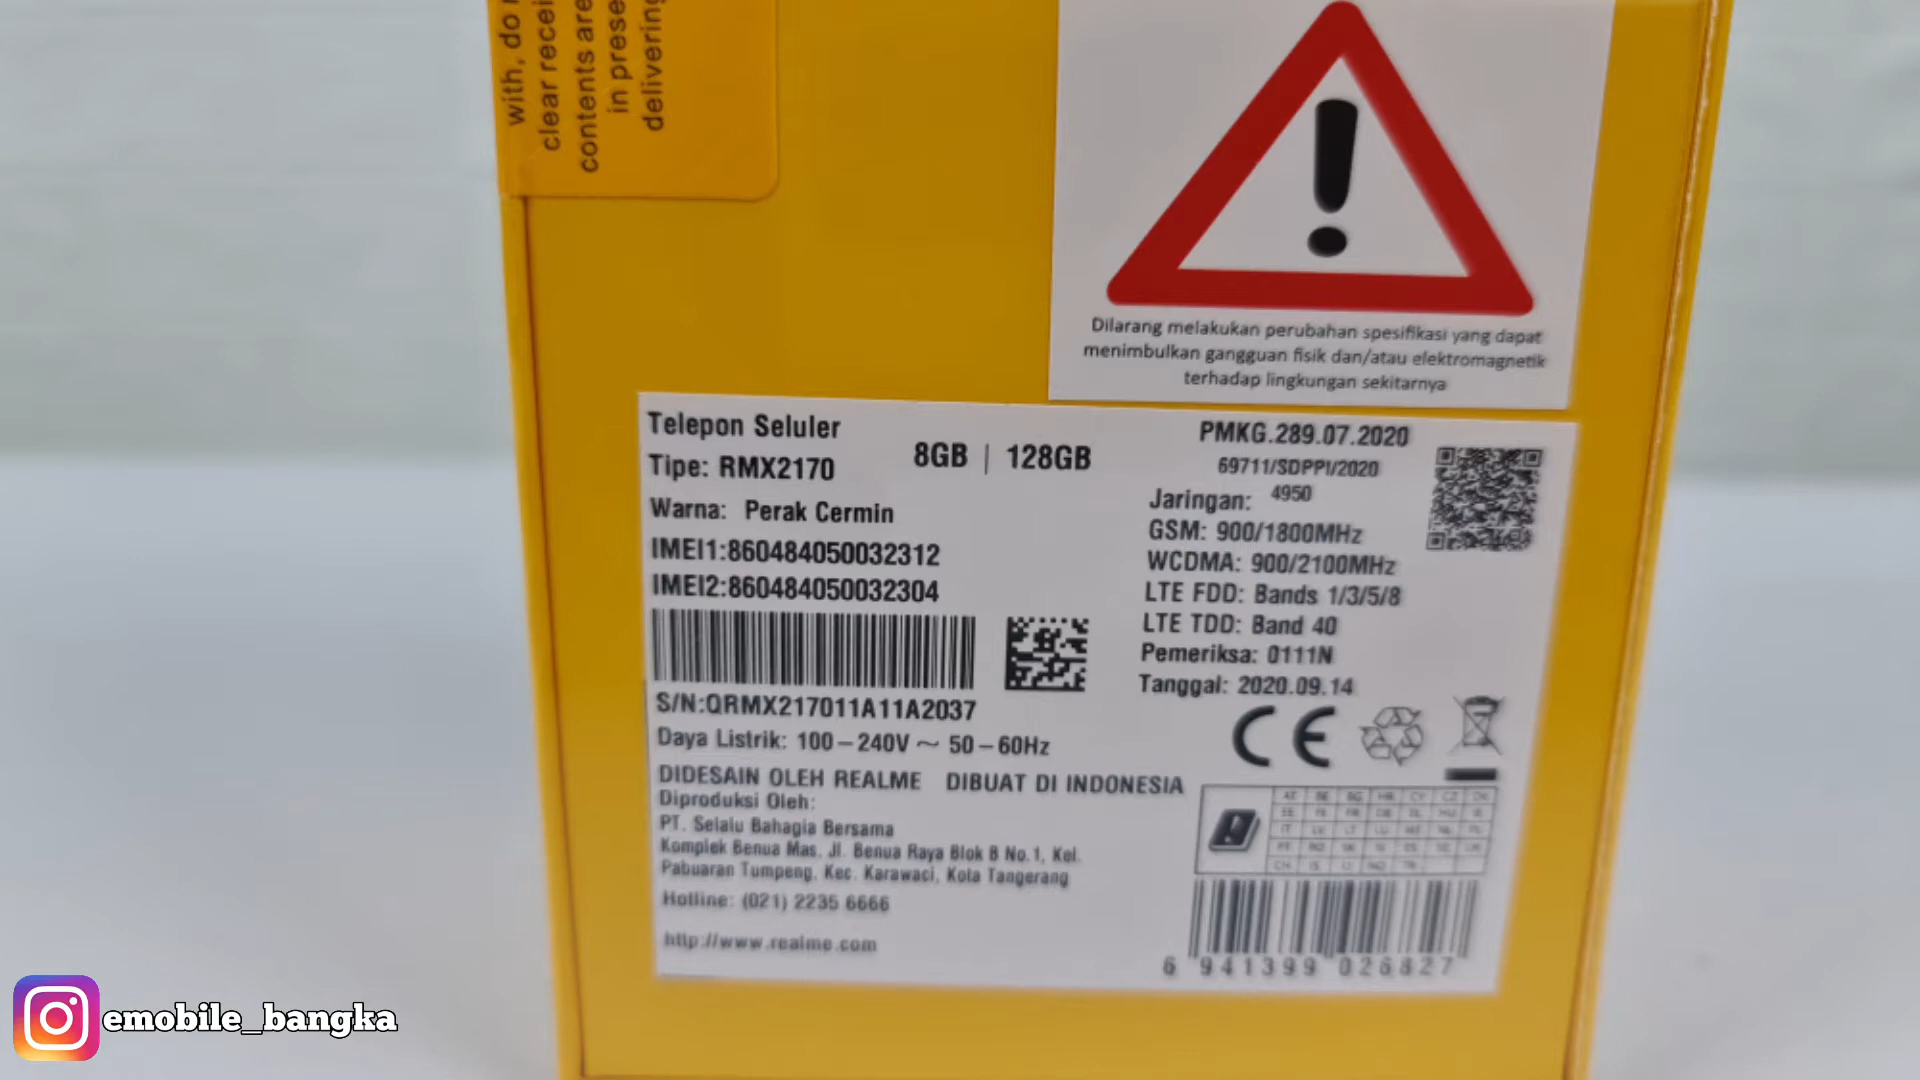 with, do
clear recei
contents are
in prese
delivering
Dilarang melakukan perubahan spesifikasi yang dapat
menimbulkan gangguan fisik dan/atau elektromagnetik
terhadap lingkungan sekitarnya
Telepon Seluler
Tipe: RMX2170
8GB | 128GB
Warna: Perak Cermin
IMEI1:860484050032312
IMEI2:860484050032304
S/N:QRMX217011A11A2037
Daya Listrik: 100–240V ~ 50–60Hz
DIDESAIN OLEH REALME DIBUAT DI INDONESIA
Diproduksi Oleh:
PT. Selalu Bahagia Bersama
Komplek Benua Mas, Jl. Benua Raya Blok B No.1, Kel.
Pabuaran Tumpeng, Kec. Karawaci, Kota Tangerang
Hotline: (021) 2235 6666
http://www.realme.com
PMKG.289.07.2020
69711/SDPPI/2020
4950
Jaringan:
GSM: 900/1800MHz
WCDMA: 900/2100MHz
LTE FDD: Bands 1/3/5/8
LTE TDD: Band 40
Pemeriksa: 0111N
Tanggal: 2020.09.14
CE
6 941399 026827
emobile_bangka